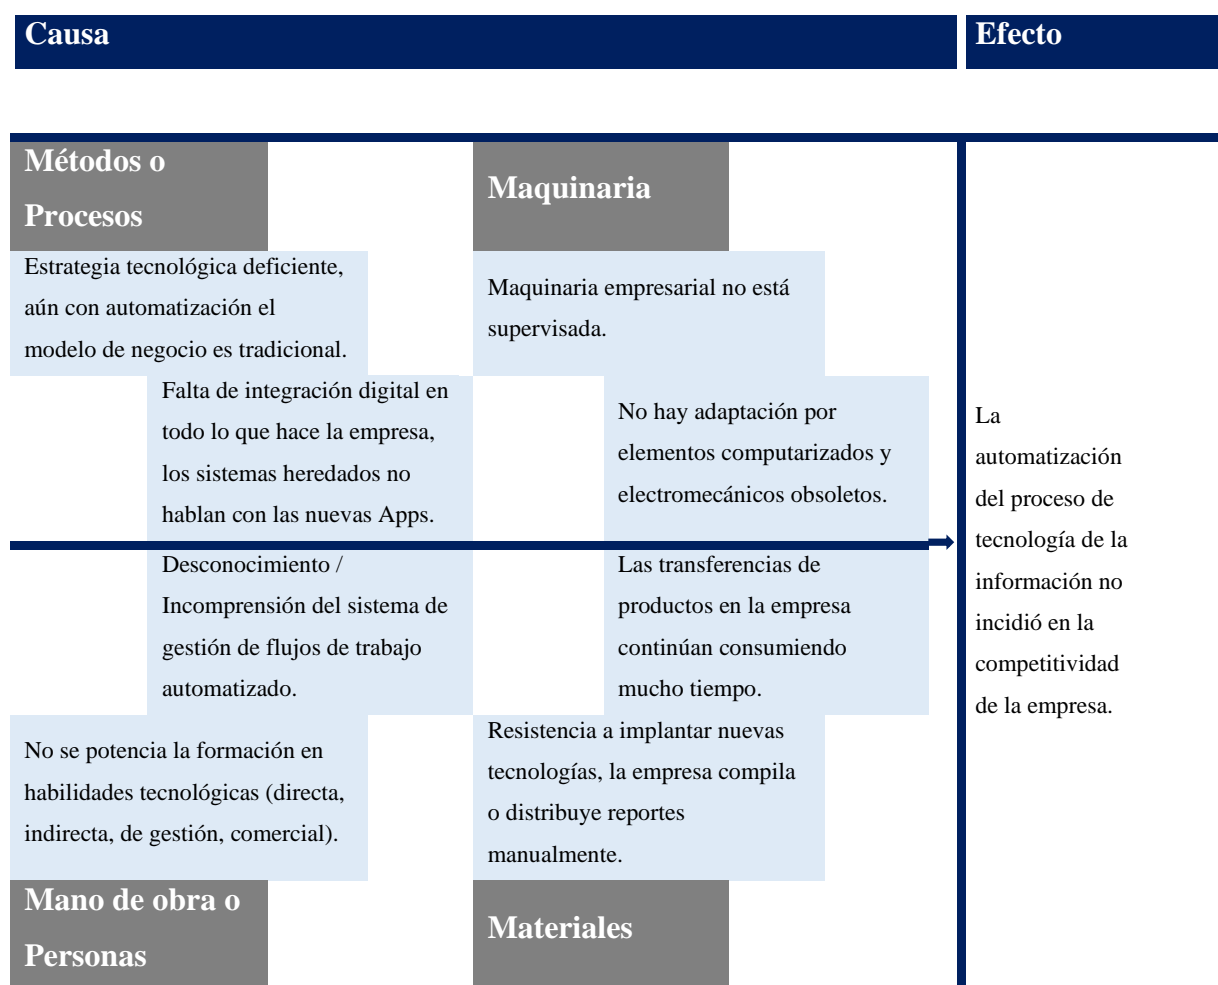 Causa
Efecto
Métodos o
Procesos
Maquinaria
Estrategia tecnológica deficiente,
aún con automatización el
modelo de negocio es tradicional.
Maquinaria empresarial no está
supervisada.
Falta de integración digital en
todo lo que hace la empresa,
los sistemas heredados no
hablan con las nuevas Apps.
No hay adaptación por
elementos computarizados y
electromecánicos obsoletos.
Desconocimiento /
Incomprensión del sistema de
gestión de flujos de trabajo
automatizado.
Las transferencias de
productos en la empresa
continúan consumiendo
mucho tiempo.
No se potencia la formación en
habilidades tecnológicas (directa,
indirecta, de gestión, comercial).
Resistencia a implantar nuevas
tecnologías, la empresa compila
o distribuye reportes
manualmente.
Mano de obra o
Personas
Materiales
La
automatización
del proceso de
tecnología de la
información no
incidió en la
competitividad
de la empresa.